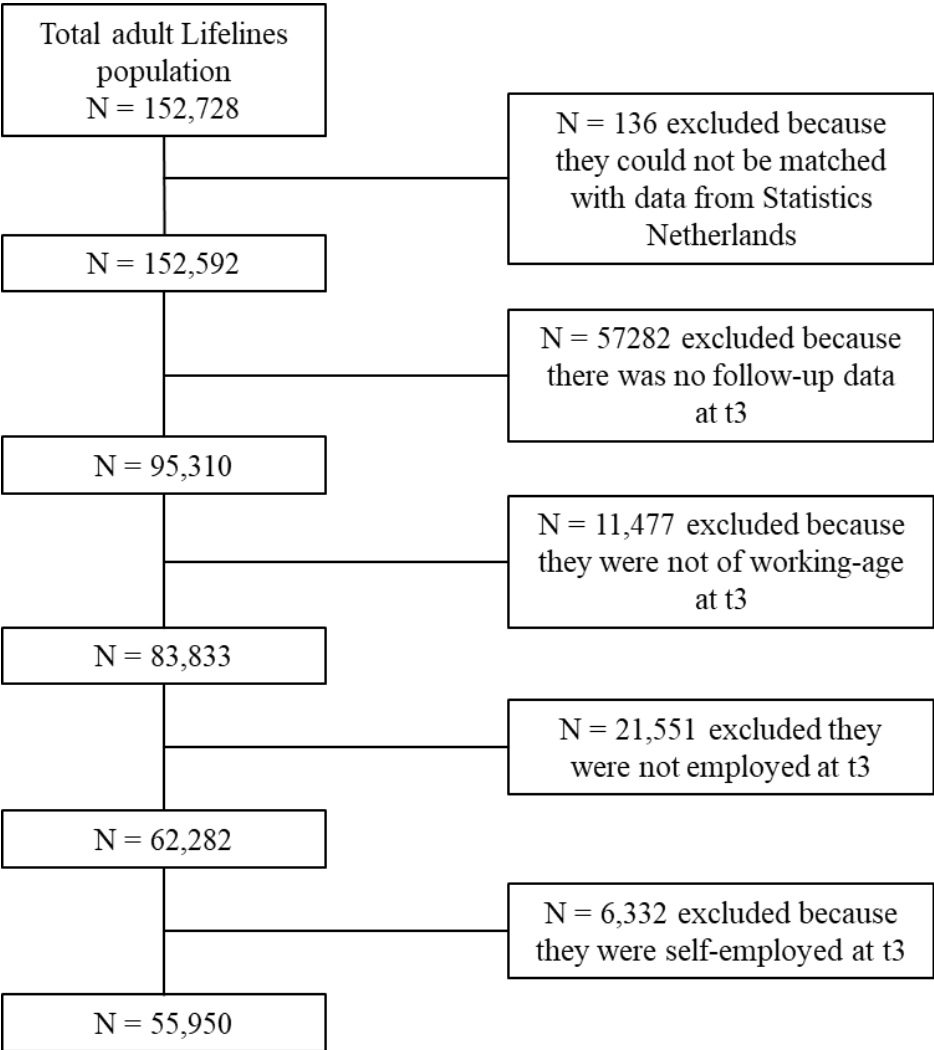 Total adult Lifelines
population
N = 152,728
N = 136 excluded because
they could not be matched
with data from Statistics
Netherlands
N = 152,592
N = 57282 excluded because
there was no follow-up data
at t3
N = 95,310
N = 11,477 excluded because
they were not of working-age
at t3
N = 83,833
N = 21,551 excluded they
were not employed at t3
N = 62,282
N = 6,332 excluded because
they were self-employed at t3
N = 55,950